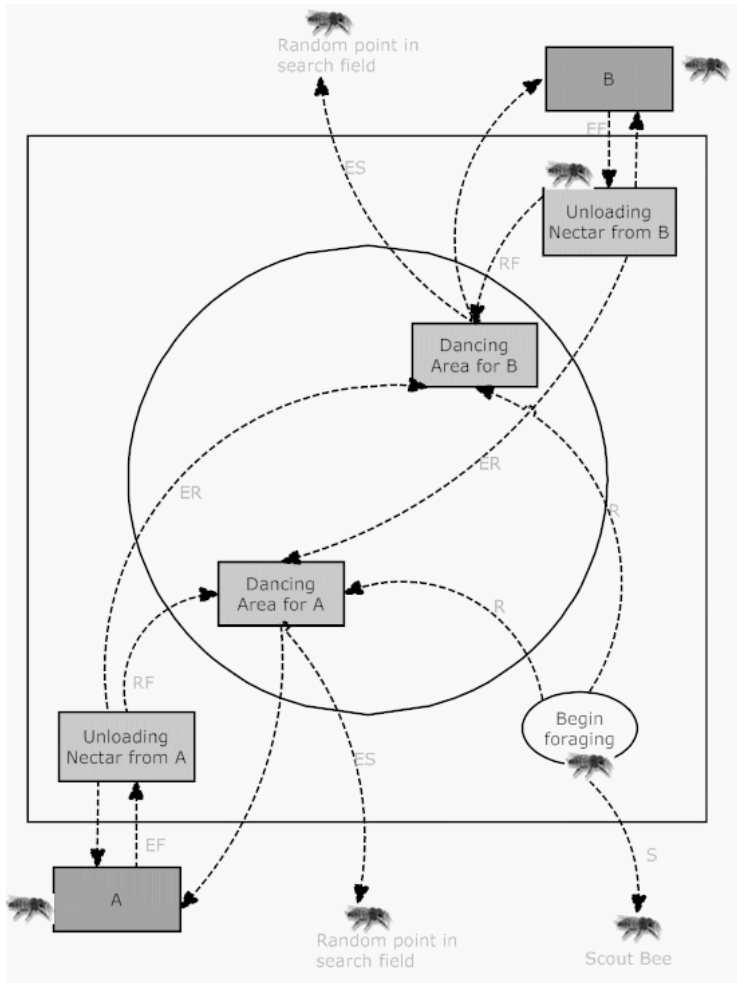 Random point in
search field
B
EF
ES
Unloading
Nectar from B
RF
Dancing
Area for B
ER
ER
R
Dancing
Area for A
R
RF
Unloading
Nectar from A
Begin
foraging
ES
EF
S
A
Random point in
search field
Scout Bee